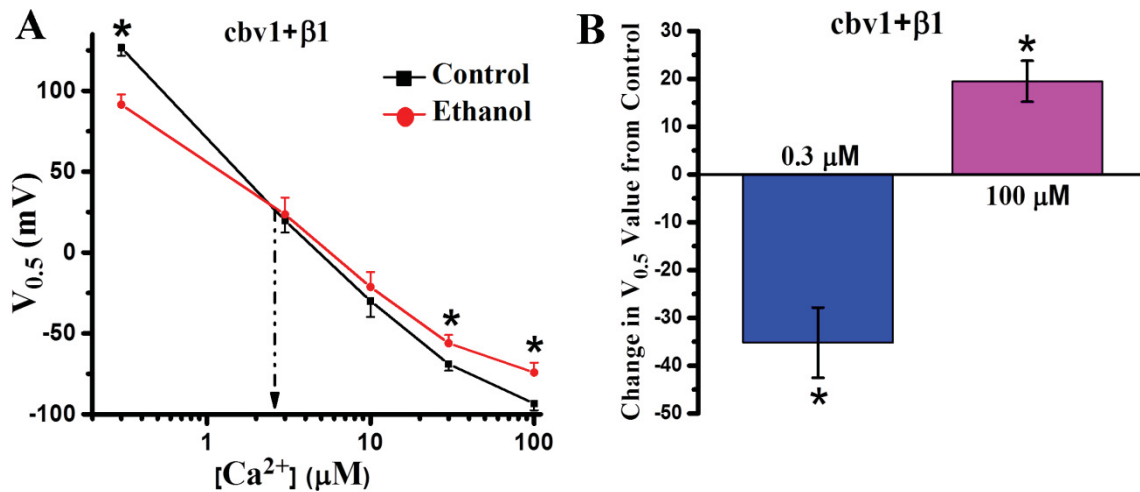 A
cbv1+β1
*
Control
Ethanol
V0.5 (mV)
100
50
0
-50
-100
*
*
1
10
100
[Ca2+] (μM)
B
cbv1+β1
Change in V0.5 Value from Control
30
20
10
0
-10
-20
-30
-40
-50
*
0.3 μM
100 μM
*